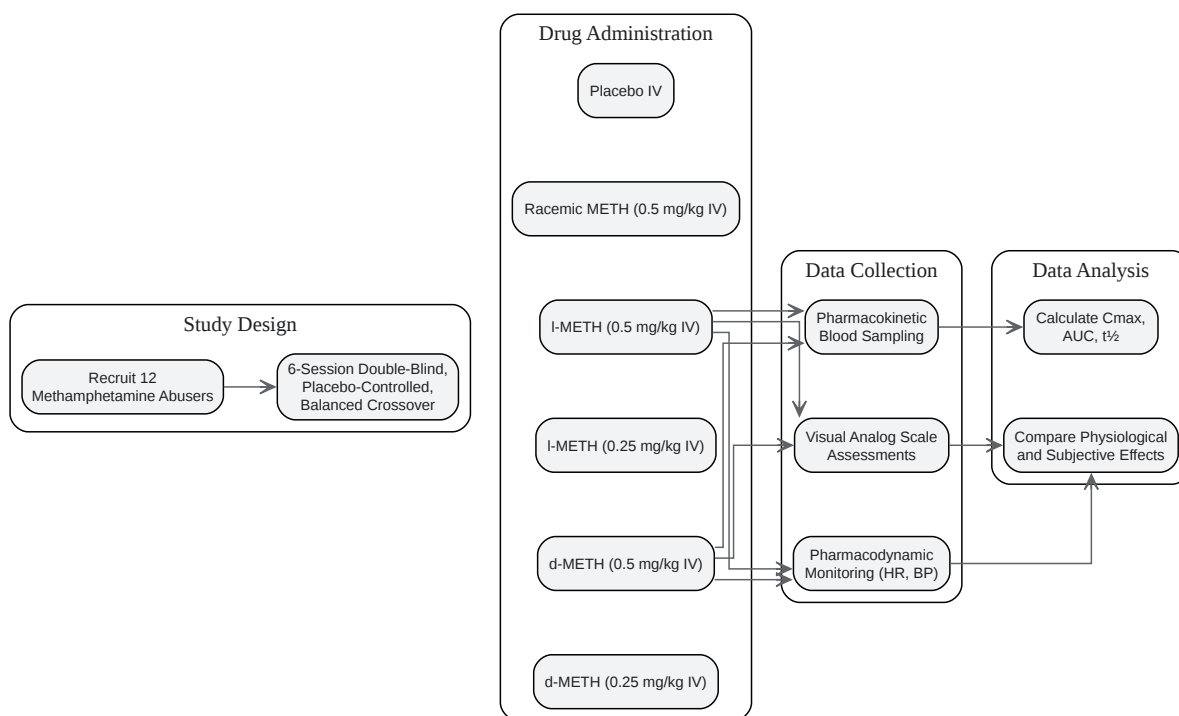 Study Design
Recruit 12
Methamphetamine Abusers
6-Session Double-Blind,
Placebo-Controlled,
Balanced Crossover
Drug Administration
Placebo IV
Racemic METH (0.5 mg/kg IV)
l-METH (0.5 mg/kg IV)
l-METH (0.25 mg/kg IV)
d-METH (0.5 mg/kg IV)
d-METH (0.25 mg/kg IV)
Data Collection
Pharmacokinetic
Blood Sampling
Visual Analog Scale
Assessments
Pharmacodynamic
Monitoring (HR, BP)
Data Analysis
Calculate Cmax,
AUC, t½
Compare Physiological
and Subjective Effects